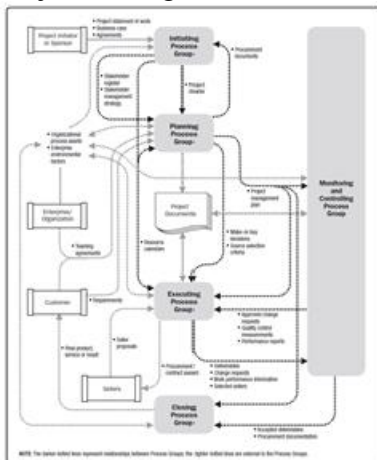 • Project statement of work
• Business case
• Agreements
Project Initiator
or Sponsor
Initiating
Process
Group
• Procurement
documents
• Stakeholder
register
• Stakeholder
management
strategy
• Project
charter
Planning
Process
Group
• Organizational
process assets
• Enterprise
environmental
factors
• Project
management
plan
Monitoring
and
Controlling
Process
Group
Project
Documents
Enterprise/
Organization
• Make-or-buy
decisions
• Source selection
criteria
• Teaming
agreements
• Resource
calendars
Customer
• Requirements
Executing
Process
Group
• Approved change
requests
• Quality control
measurements
• Performance reports
• Final product,
service or result
• Seller
proposals
• Procurement
contract award
• Deliverables
• Change requests
• Work performance information
• Selected sellers
Sellers
Closing
Process
Group
• Accepted deliverables
• Procurement documentation
NOTE: The darker dotted lines represent relationships between Process Groups; the lighter dotted lines are external to the Process Groups.